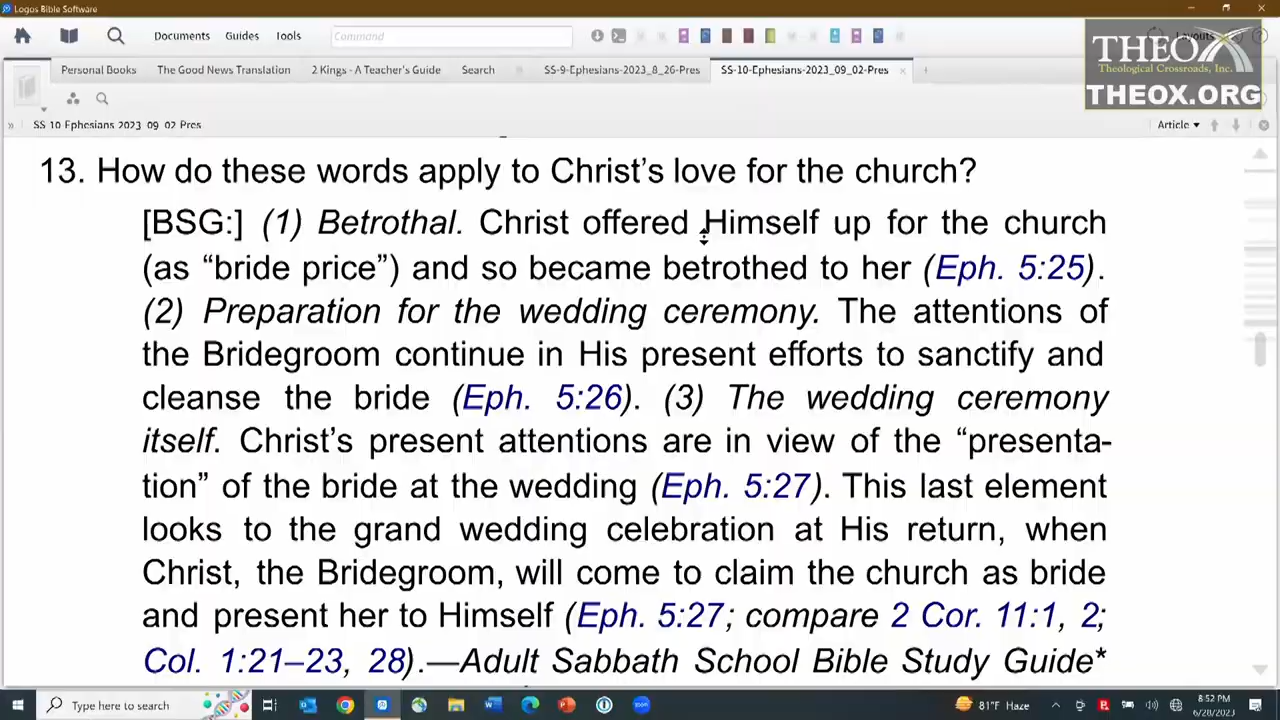 Logos Bible Software
Documents Guides Tools
Command
Layouts
THEOX
Theological Crossroads, Inc.
THEOX.ORG
Personal Books
The Good News Translation
2 Kings - A Teacher's Guide
Search
SS-9-Ephesians-2023_8_26-Pres
SS-10-Ephesians-2023_09_02-Pres
SS-10-Ephesians-2023_09_02-Pres
Article
13. How do these words apply to Christ’s love for the church?
[BSG:] (1) Betrothal. Christ offered Himself up for the church
(as “bride price”) and so became betrothed to her (Eph. 5:25).
(2) Preparation for the wedding ceremony. The attentions of
the Bridegroom continue in His present efforts to sanctify and
cleanse the bride (Eph. 5:26). (3) The wedding ceremony
itself. Christ’s present attentions are in view of the “presenta-
tion” of the bride at the wedding (Eph. 5:27). This last element
looks to the grand wedding celebration at His return, when
Christ, the Bridegroom, will come to claim the church as bride
and present her to Himself (Eph. 5:27; compare 2 Cor. 11:1, 2;
Col. 1:21–23, 28).—Adult Sabbath School Bible Study Guide*
Type here to search
81°F Haze
8:52 PM
6/28/2023